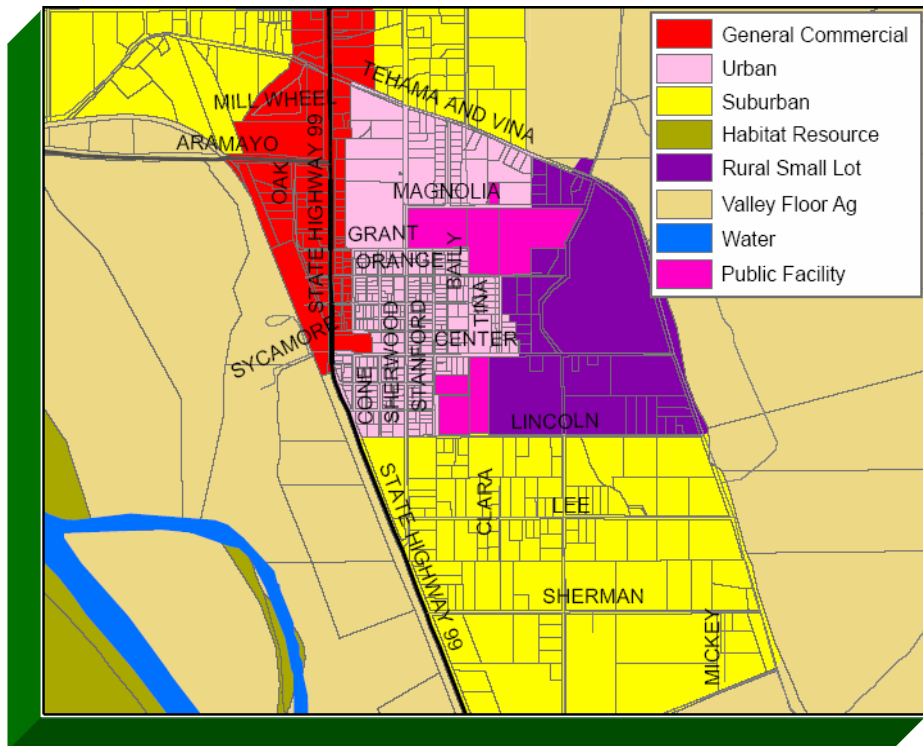 General Commercial
Urban
Suburban
Habitat Resource
Rural Small Lot
Valley Floor Ag
Water
Public Facility
TEHAMA AND VINA
MILL WHEEL
ARAMAYO
OAK
STATE HIGHWAY 99
MAGNOLIA
GRANT
ORANGE
BAILY
TINA
SYCAMORE
CENTER
CONE
SHERWOOD
STANFORD
LINCOLN
STATE HIGHWAY 99
CLARA
LEE
SHERMAN
MICKEY